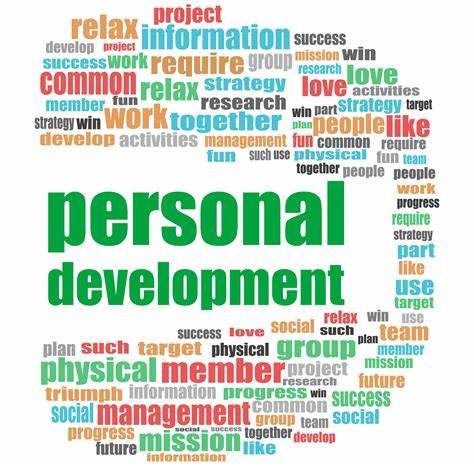 relax project
information success
develop project mission win
success work require group research love
common relax strategy love activities
member fun research win part strategy target
strategy win work together plan people like
develop activities management fun common require
fun such use physical fun team
together people people
work
progress
personal require
strategy
part
like
development use
target
relax win use
success love social such plan team
plan such target physical group member
physical member project mission
research future
triumph information progress win success
social management common social
group team
progress mission social success together develop
future information like